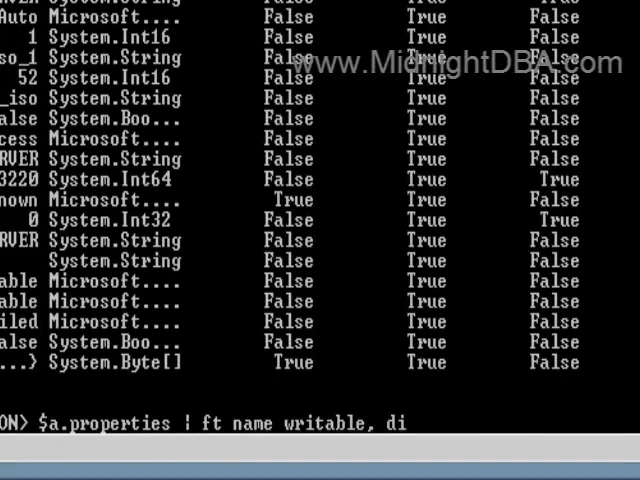 Auto Microsoft.... False True False
1 System.Int16 False True False
so_1 System.String False True False
www.MidnightDBA.com
52 System.Int16 False True False
_iso System.String False True False
alse System.Boo... False True False
cess Microsoft.... False True False
RVER System.String False True False
3220 System.Int64 False True True
nown Microsoft.... True True False
0 System.Int32 False True True
RVER System.String False True False
System.String False True False
able Microsoft.... False True False
able Microsoft.... False True False
iled Microsoft.... False True False
alse System.Boo... False True False
...} System.Byte[] True True False
ON> $a.properties | ft name writable, di